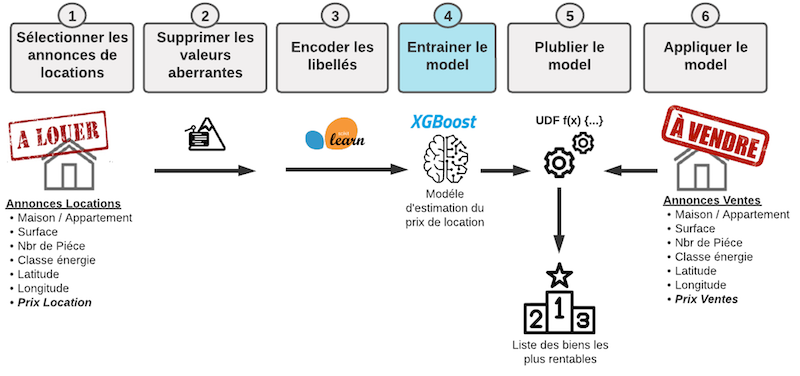 1
Sélectionner les
annonces de
locations
2
Supprimer les
valeurs
aberrantes
3
Encoder les
libellés
4
Entrainer le
model
5
Plublier le
model
6
Appliquer le
model
A LOUER
Annonces Locations
• Maison / Appartement
• Surface
• Nbr de Piéce
• Classe énergie
• Latitude
• Longitude
• Prix Location
scikit
learn
XGBoost
Modéle
d'estimation du
prix de location
UDF f(x) {...}
1
2
3
Liste des biens les
plus rentables
À VENDRE
Annonces Ventes
• Maison / Appartement
• Surface
• Nbr de Piéce
• Classe énergie
• Latitude
• Longitude
• Prix Ventes